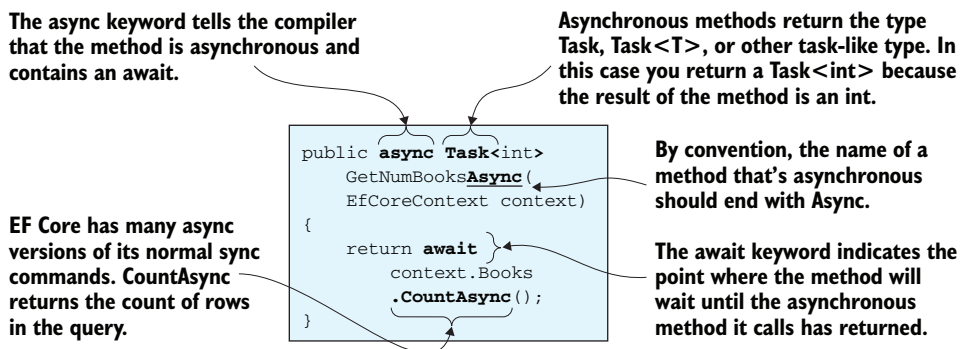 The async keyword tells the compiler
that the method is asynchronous and
contains an await.
Asynchronous methods return the type
Task, Task<T>, or other task-like type. In
this case you return a Task<int> because
the result of the method is an int.
public async Task<int>
GetNumBooksAsync(
EfCoreContext context)
{
return await
context.Books
.CountAsync();
}
By convention, the name of a
method that's asynchronous
should end with Async.
EF Core has many async
versions of its normal sync
commands. CountAsync
returns the count of rows
in the query.
The await keyword indicates the
point where the method will
wait until the asynchronous
method it calls has returned.